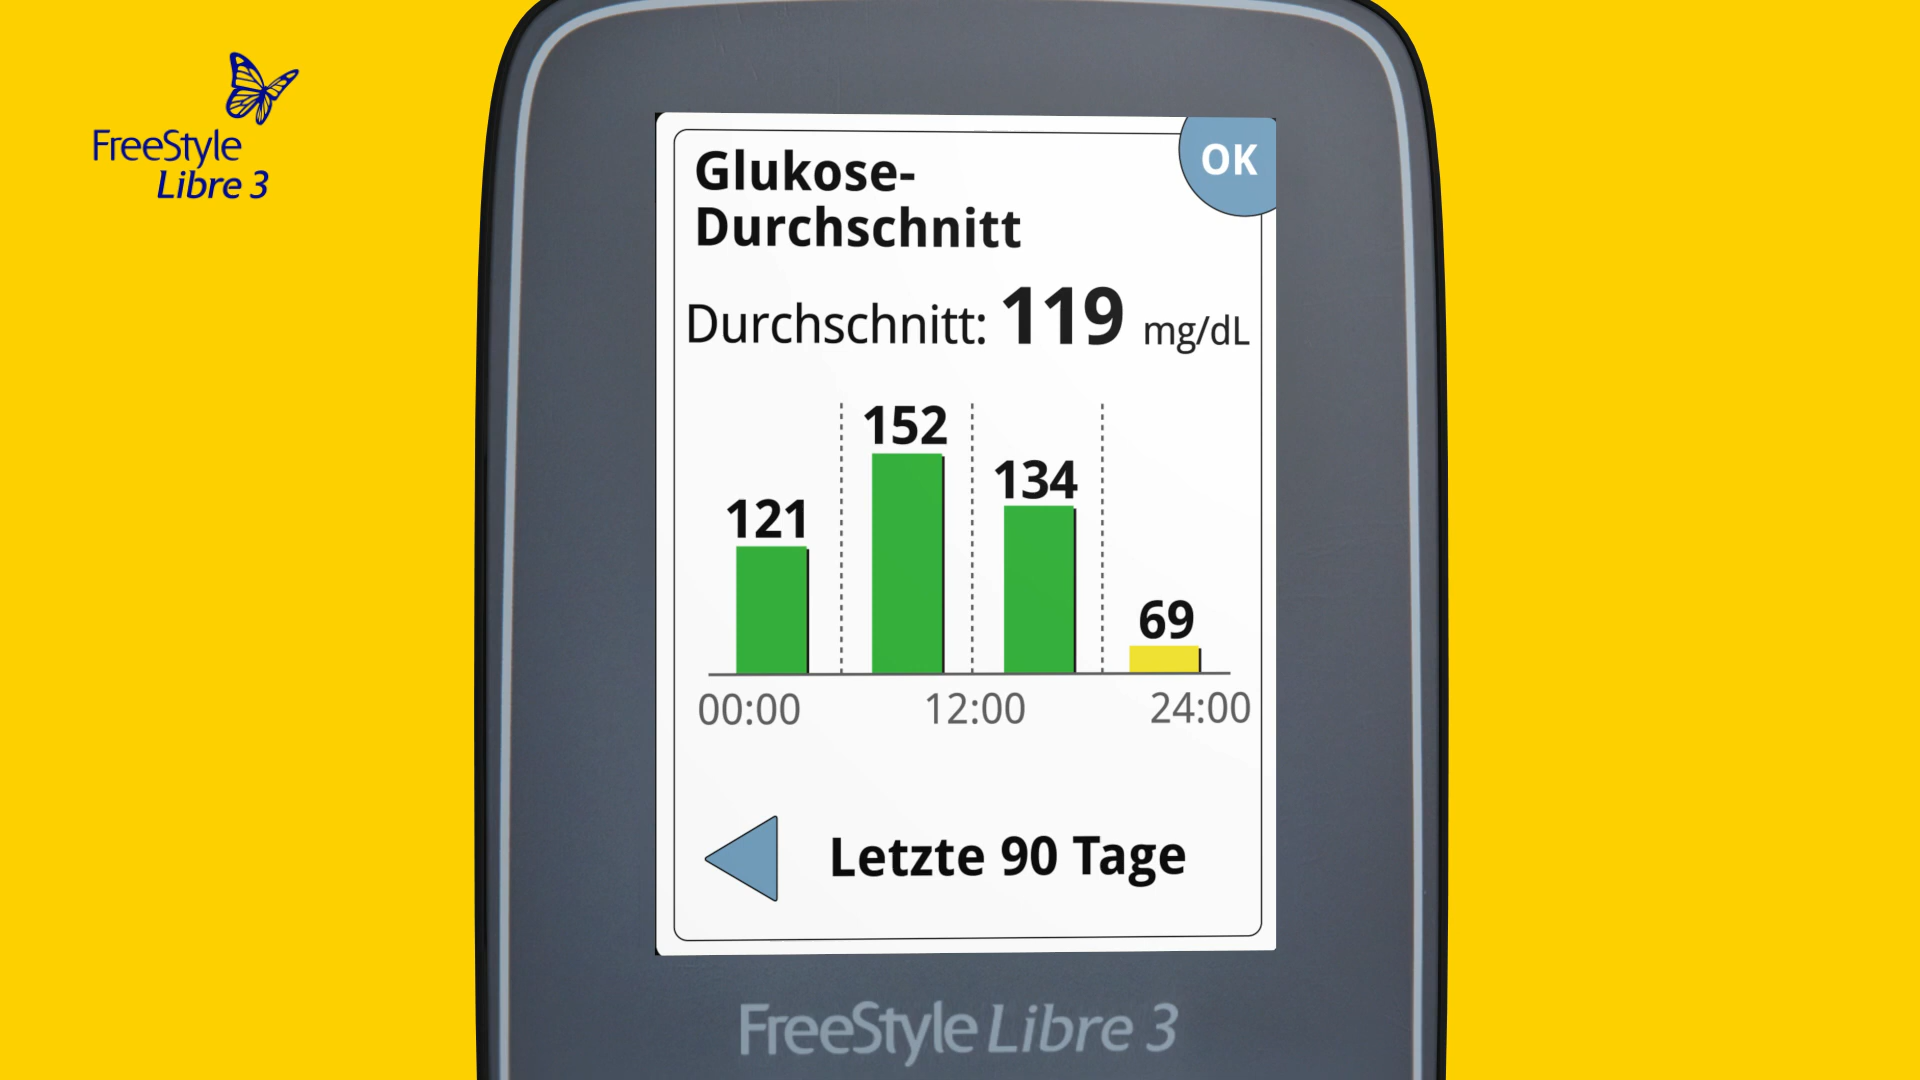 FreeStyle
Libre 3
OK
Glukose-
Durchschnitt
Durchschnitt: 119 mg/dL
121
152
134
69
00:00
12:00
24:00
Letzte 90 Tage
FreeStyle Libre 3